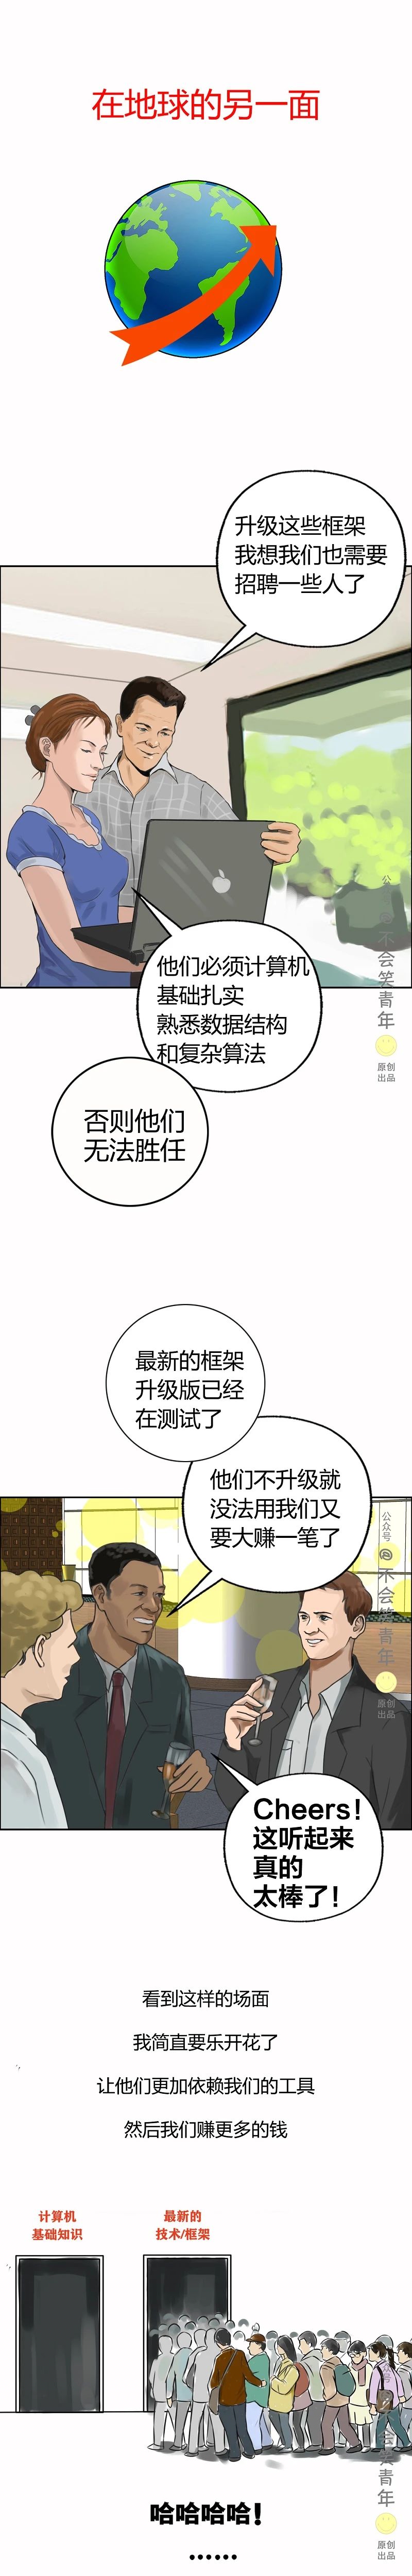 在地球的另一面
升级这些框架
我想我们也需要
招聘一些人了
他们必须计算机
基础扎实
熟悉数据结构
和复杂算法
否则他们
无法胜任
公众号@不会笑青年
原创
出品
最新的框架
升级版已经
在测试了
他们不升级就
没法用我们又
要大赚一笔了
公众号@不会笑青年
原创
出品
Cheers!
这听起来
真的
太棒了!
看到这样的场面
我简直要乐开花了
让他们更加依赖我们的工具
然后我们赚更多的钱
计算机
基础知识
最新的
技术/框架
公众号@不会笑青年
原创
出品
哈哈哈哈!
......